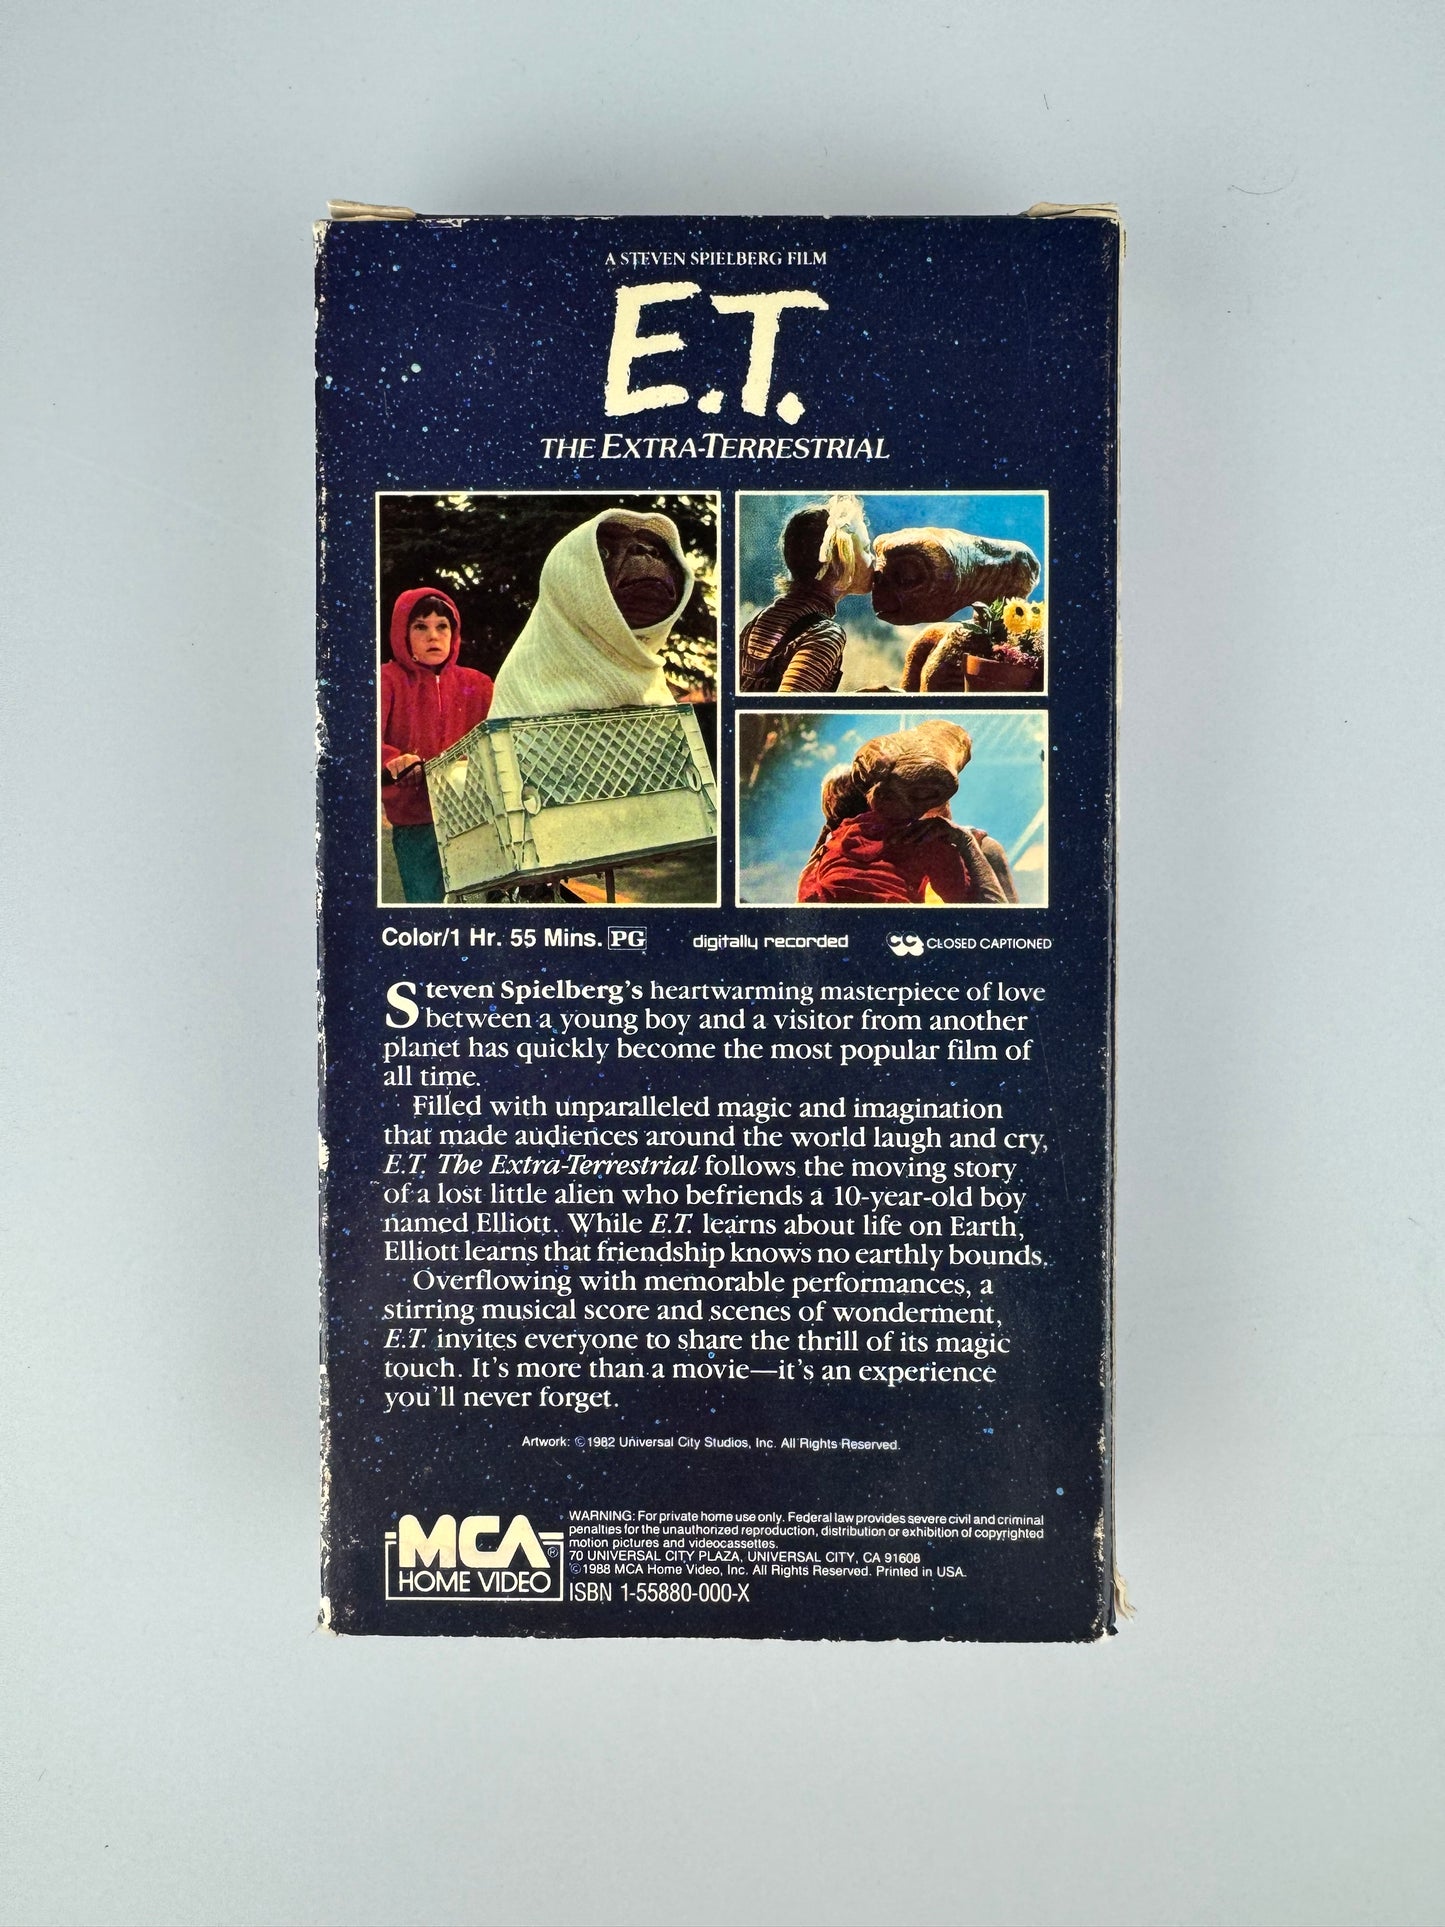 A STEVEN SPIELBERG FILM
E.T.
THE EXTRA-TERRESTRIAL
Color/1 Hr. 55 Mins. PG digitally recorded CC CLOSED CAPTIONED
Steven Spielberg's heartwarming masterpiece of love
between a young boy and a visitor from another
planet has quickly become the most popular film of
all time.
Filled with unparalleled magic and imagination
that made audiences around the world laugh and cry,
E.T. The Extra-Terrestrial follows the moving story
of a lost little alien who befriends a 10-year-old boy
named Elliott. While E.T. learns about life on Earth,
Elliott learns that friendship knows no earthly bounds.
Overflowing with memorable performances, a
stirring musical score and scenes of wonderment,
E.T. invites everyone to share the thrill of its magic
touch. It's more than a movie—it's an experience
you'll never forget.
Artwork: ©1982 Universal City Studios, Inc. All Rights Reserved.
MCA®
HOME VIDEO
WARNING: For private home use only. Federal law provides severe civil and criminal
penalties for the unauthorized reproduction, distribution or exhibition of copyrighted
motion pictures and videocassettes.
70 UNIVERSAL CITY PLAZA, UNIVERSAL CITY, CA 91608
©1988 MCA Home Video, Inc. All Rights Reserved. Printed in USA.
ISBN 1-55880-000-X